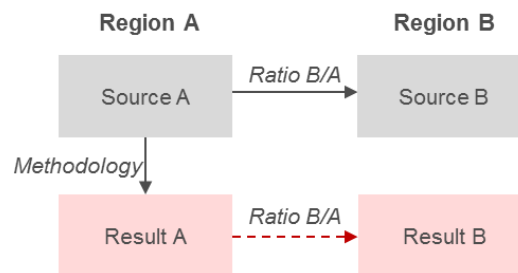 Region A
Region B
Source A
Ratio B/A
Source B
Methodology
Result A
Ratio B/A
Result B